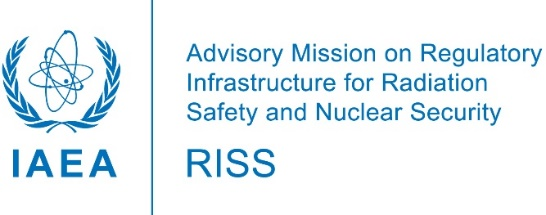 IAEA
Advisory Mission on Regulatory
Infrastructure for Radiation
Safety and Nuclear Security
RISS